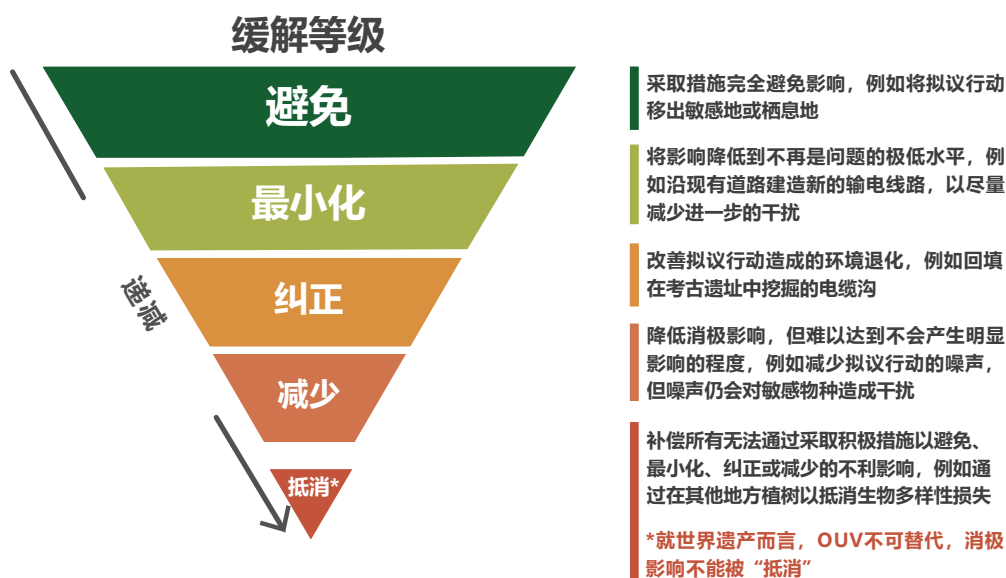 缓解等级
避免
最小化
纠正
减少
抵消*
递减
采取措施完全避免影响，例如将拟议行动
移出敏感地或栖息地
将影响降低到不再是问题的极低水平，例
如沿现有道路建造新的输电线路，以尽量
减少进一步的干扰
改善拟议行动造成的环境退化，例如回填
在考古遗址中挖掘的电缆沟
降低消极影响，但难以达到不会产生明显
影响的程度，例如减少拟议行动的噪声，
但噪声仍会对敏感物种造成干扰
补偿所有无法通过采取积极措施以避免、
最小化、纠正或减少的不利影响，例如通
过在其他地方植树以抵消生物多样性损失
*就世界遗产而言，OUV不可替代，消极
影响不能被“抵消”